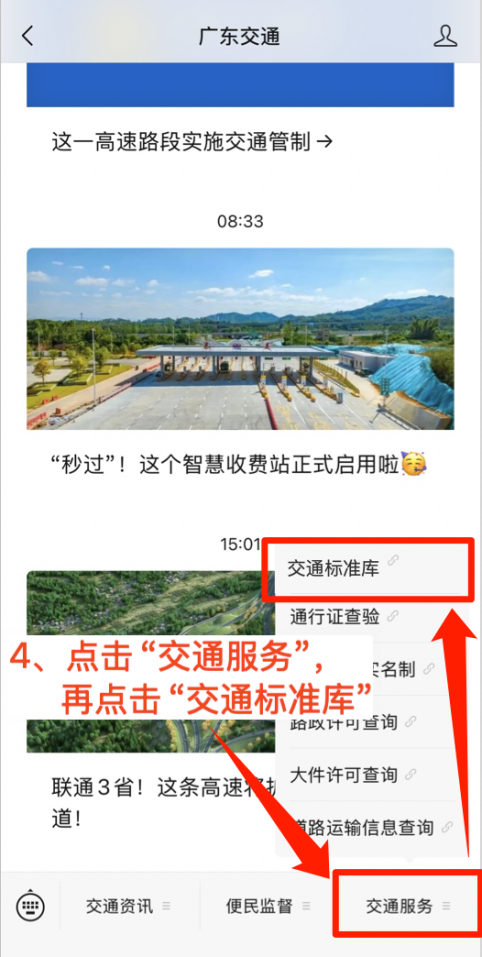 广东交通
这一高速路段实施交通管制→
08:33
“秒过”！这个智慧收费站正式启用啦🥳
15:01
交通标准库
通行证查验
4、点击“交通服务”，
实名制
再点击“交通标准库”
路政许可查询
大件许可查询
联通3省！这条高速将扩
道！
道路运输信息查询
交通资讯
便民监督
交通服务